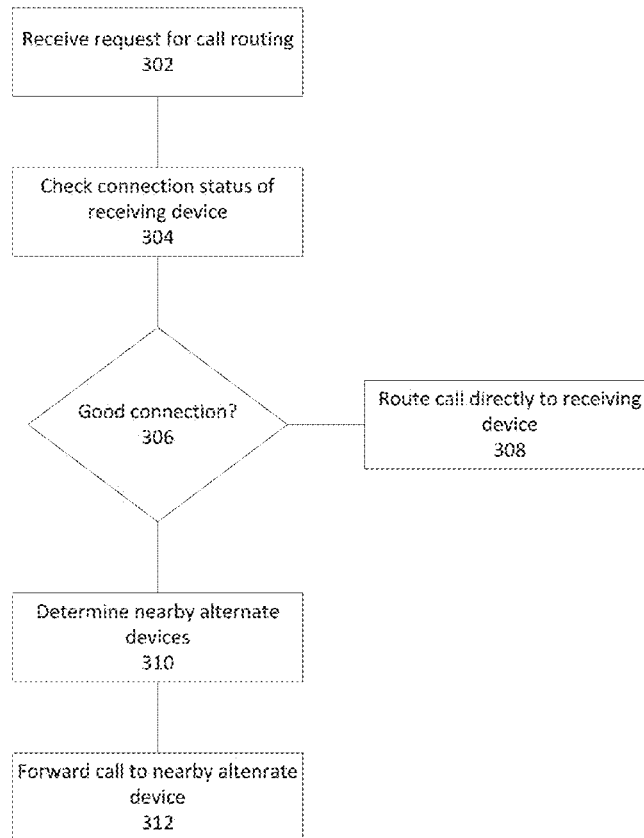 Receive request for call routing
302
Check connection status of
receiving device
304
Good connection?
306
Route call directly to receiving
device
308
Determine nearby alternate
devices
310
Forward call to nearby altenrate
device
312